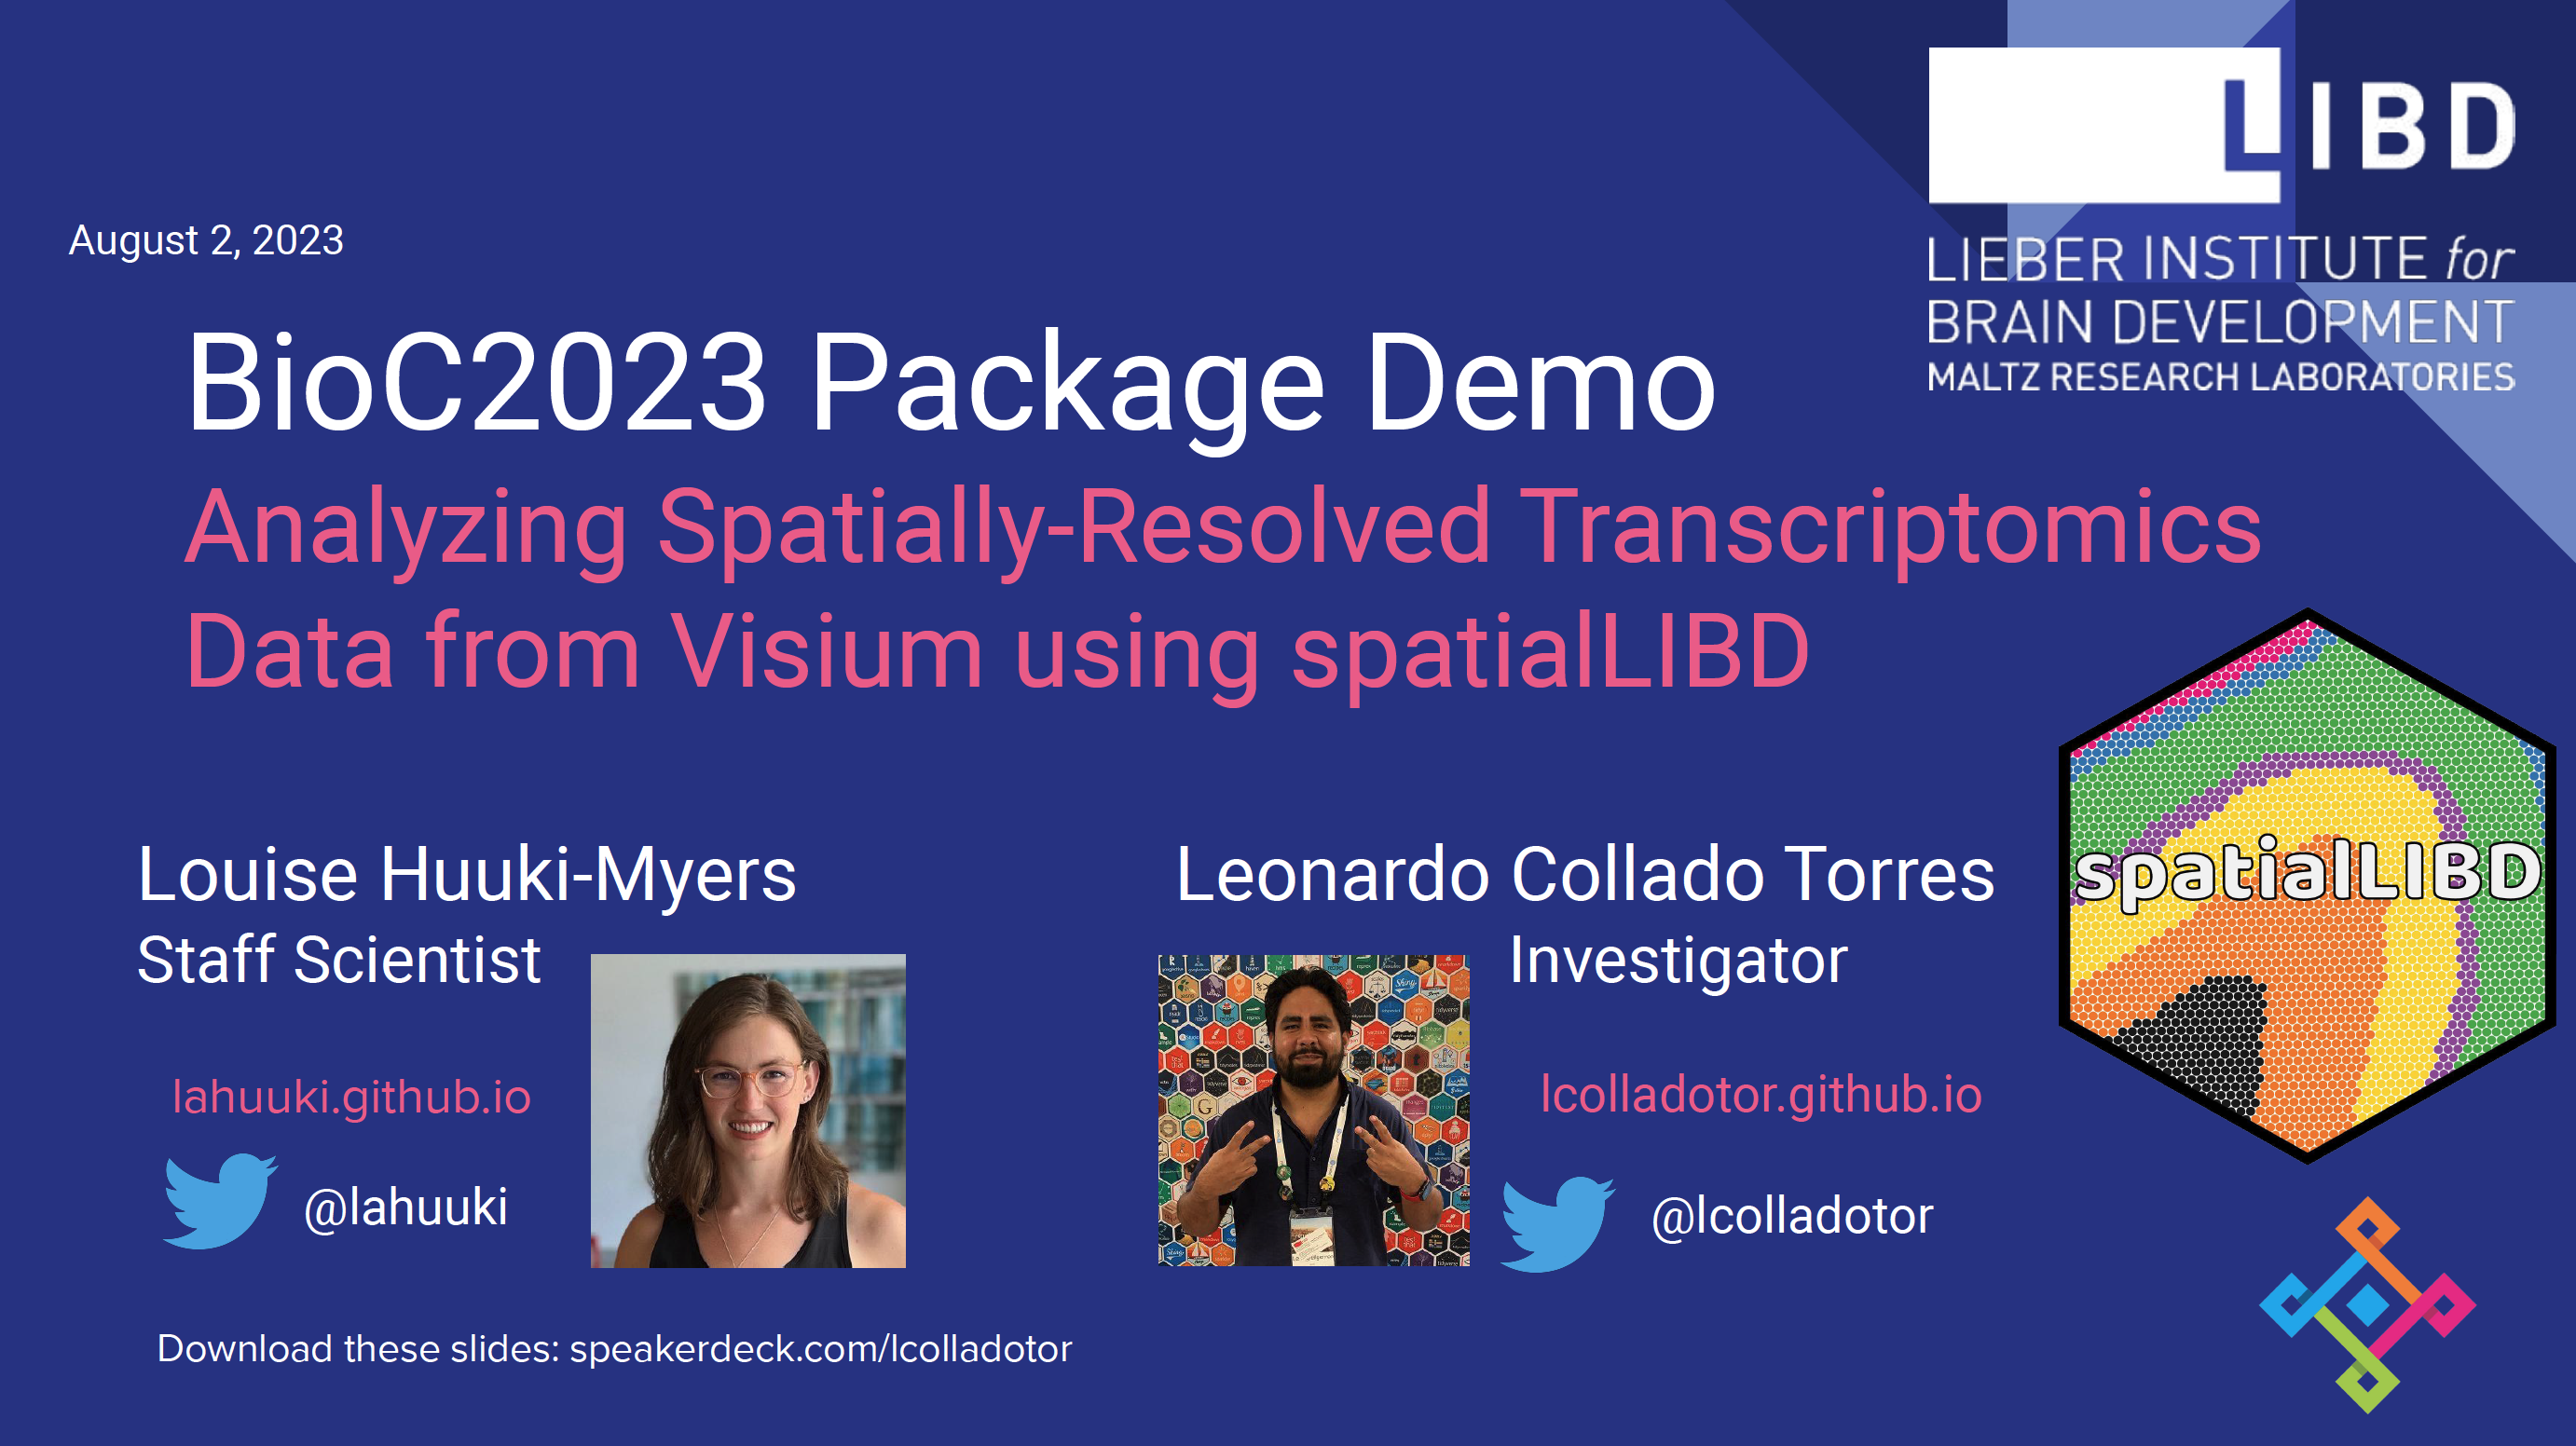 LIBD
LIEBER INSTITUTE for
BRAIN DEVELOPMENT
MALTZ RESEARCH LABORATORIES
August 2, 2023
BioC2023 Package Demo
Analyzing Spatially-Resolved Transcriptomics
Data from Visium using spatialLIBD
Louise Huuki-Myers
Staff Scientist
lahuuki.github.io
@lahuuki
Leonardo Collado Torres
Investigator
lcolladotor.github.io
@lcolladotor
spatialLIBD
Download these slides: speakerdeck.com/lcolladotor